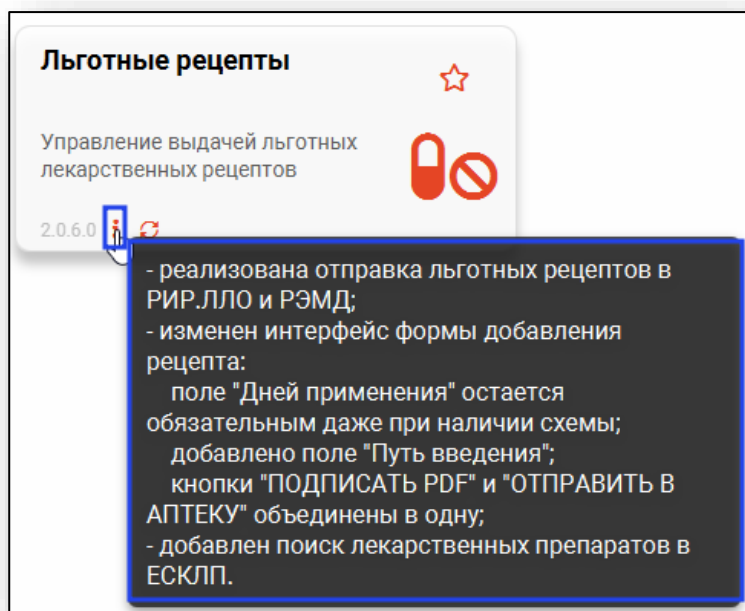 Льготные рецепты
Управление выдачей льготных
лекарственных рецептов
2.0.6.0
- реализована отправка льготных рецептов в
РИР.ЛЛО и РЭМД;
- изменен интерфейс формы добавления
рецепта:
поле "Дней применения" остается
обязательным даже при наличии схемы;
добавлено поле "Путь введения";
кнопки "ПОДПИСАТЬ PDF" и "ОТПРАВИТЬ В
АПТЕКУ" объединены в одну;
- добавлен поиск лекарственных препаратов в
ЕСКЛП.